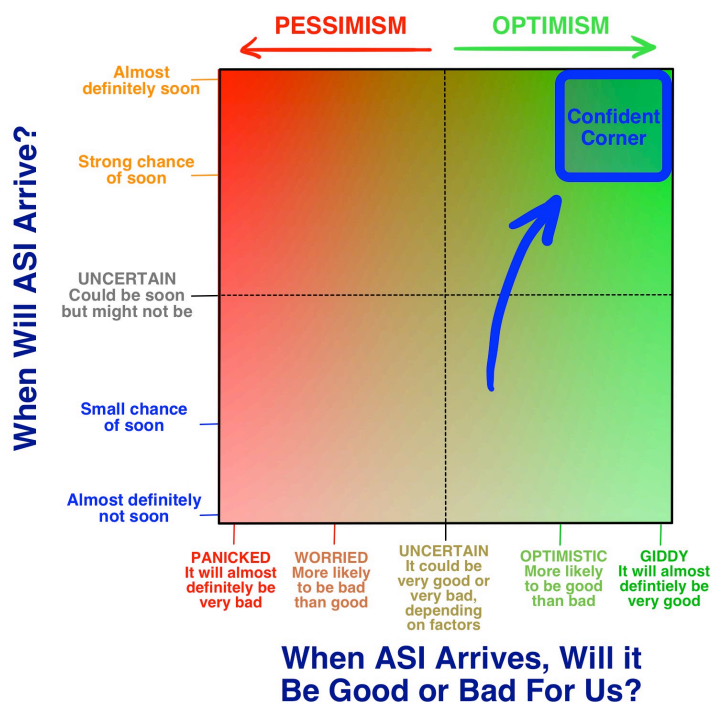 PESSIMISM
OPTIMISM
When Will ASI Arrive?
Almost
definitely soon
Strong chance
of soon
UNCERTAIN
Could be soon
but might not be
Small chance
of soon
Almost definitely
not soon
Confident
Corner
PANICKED
It will almost
definitely be
very bad
WORRIED
More likely
to be bad
than good
UNCERTAIN
It could be
very good or
very bad,
depending
on factors
OPTIMISTIC
More likely
to be good
than bad
GIDDY
It will almost
defintiely be
very good
When ASI Arrives, Will it
Be Good or Bad For Us?